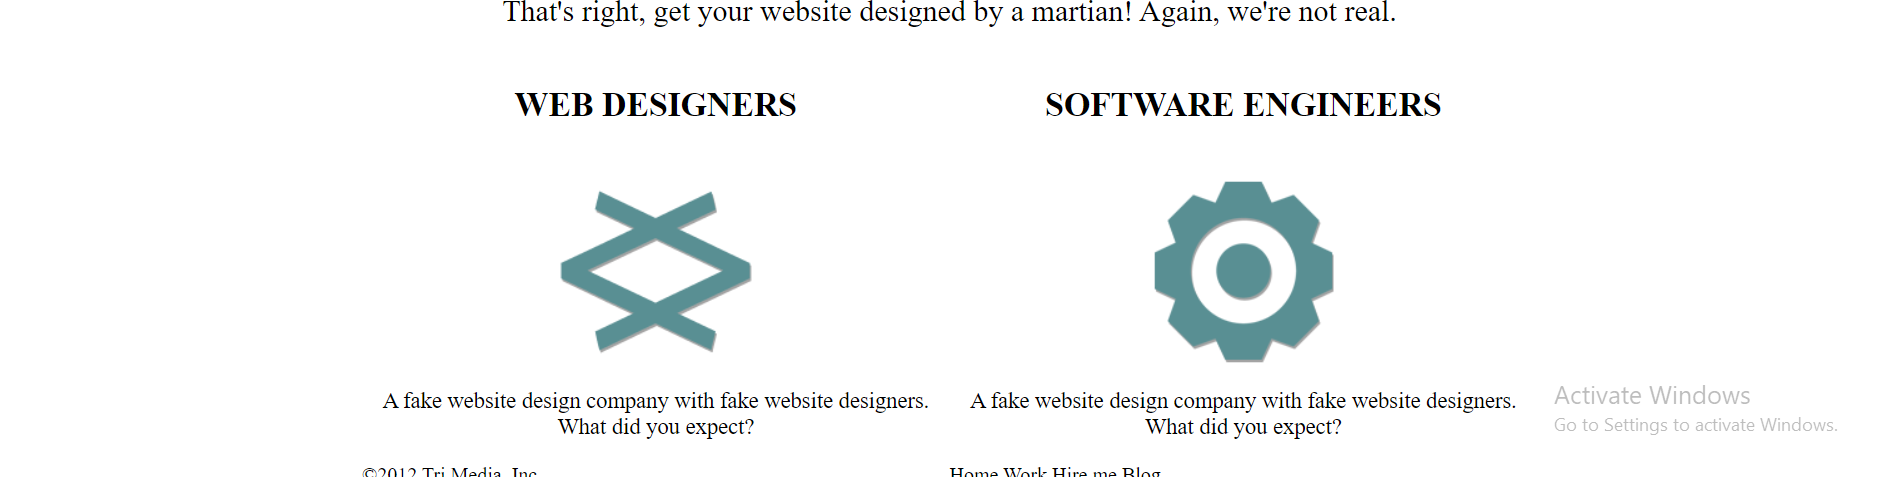 That's right, get your website designed by a martian! Again, we're not real.
WEB DESIGNERS
SOFTWARE ENGINEERS
A fake website design company with fake website designers.
What did you expect?
A fake website design company with fake website designers.
What did you expect?
Activate Windows
Go to Settings to activate Windows.
©2012 Tri Media, Inc
Home Work Hire me Blog